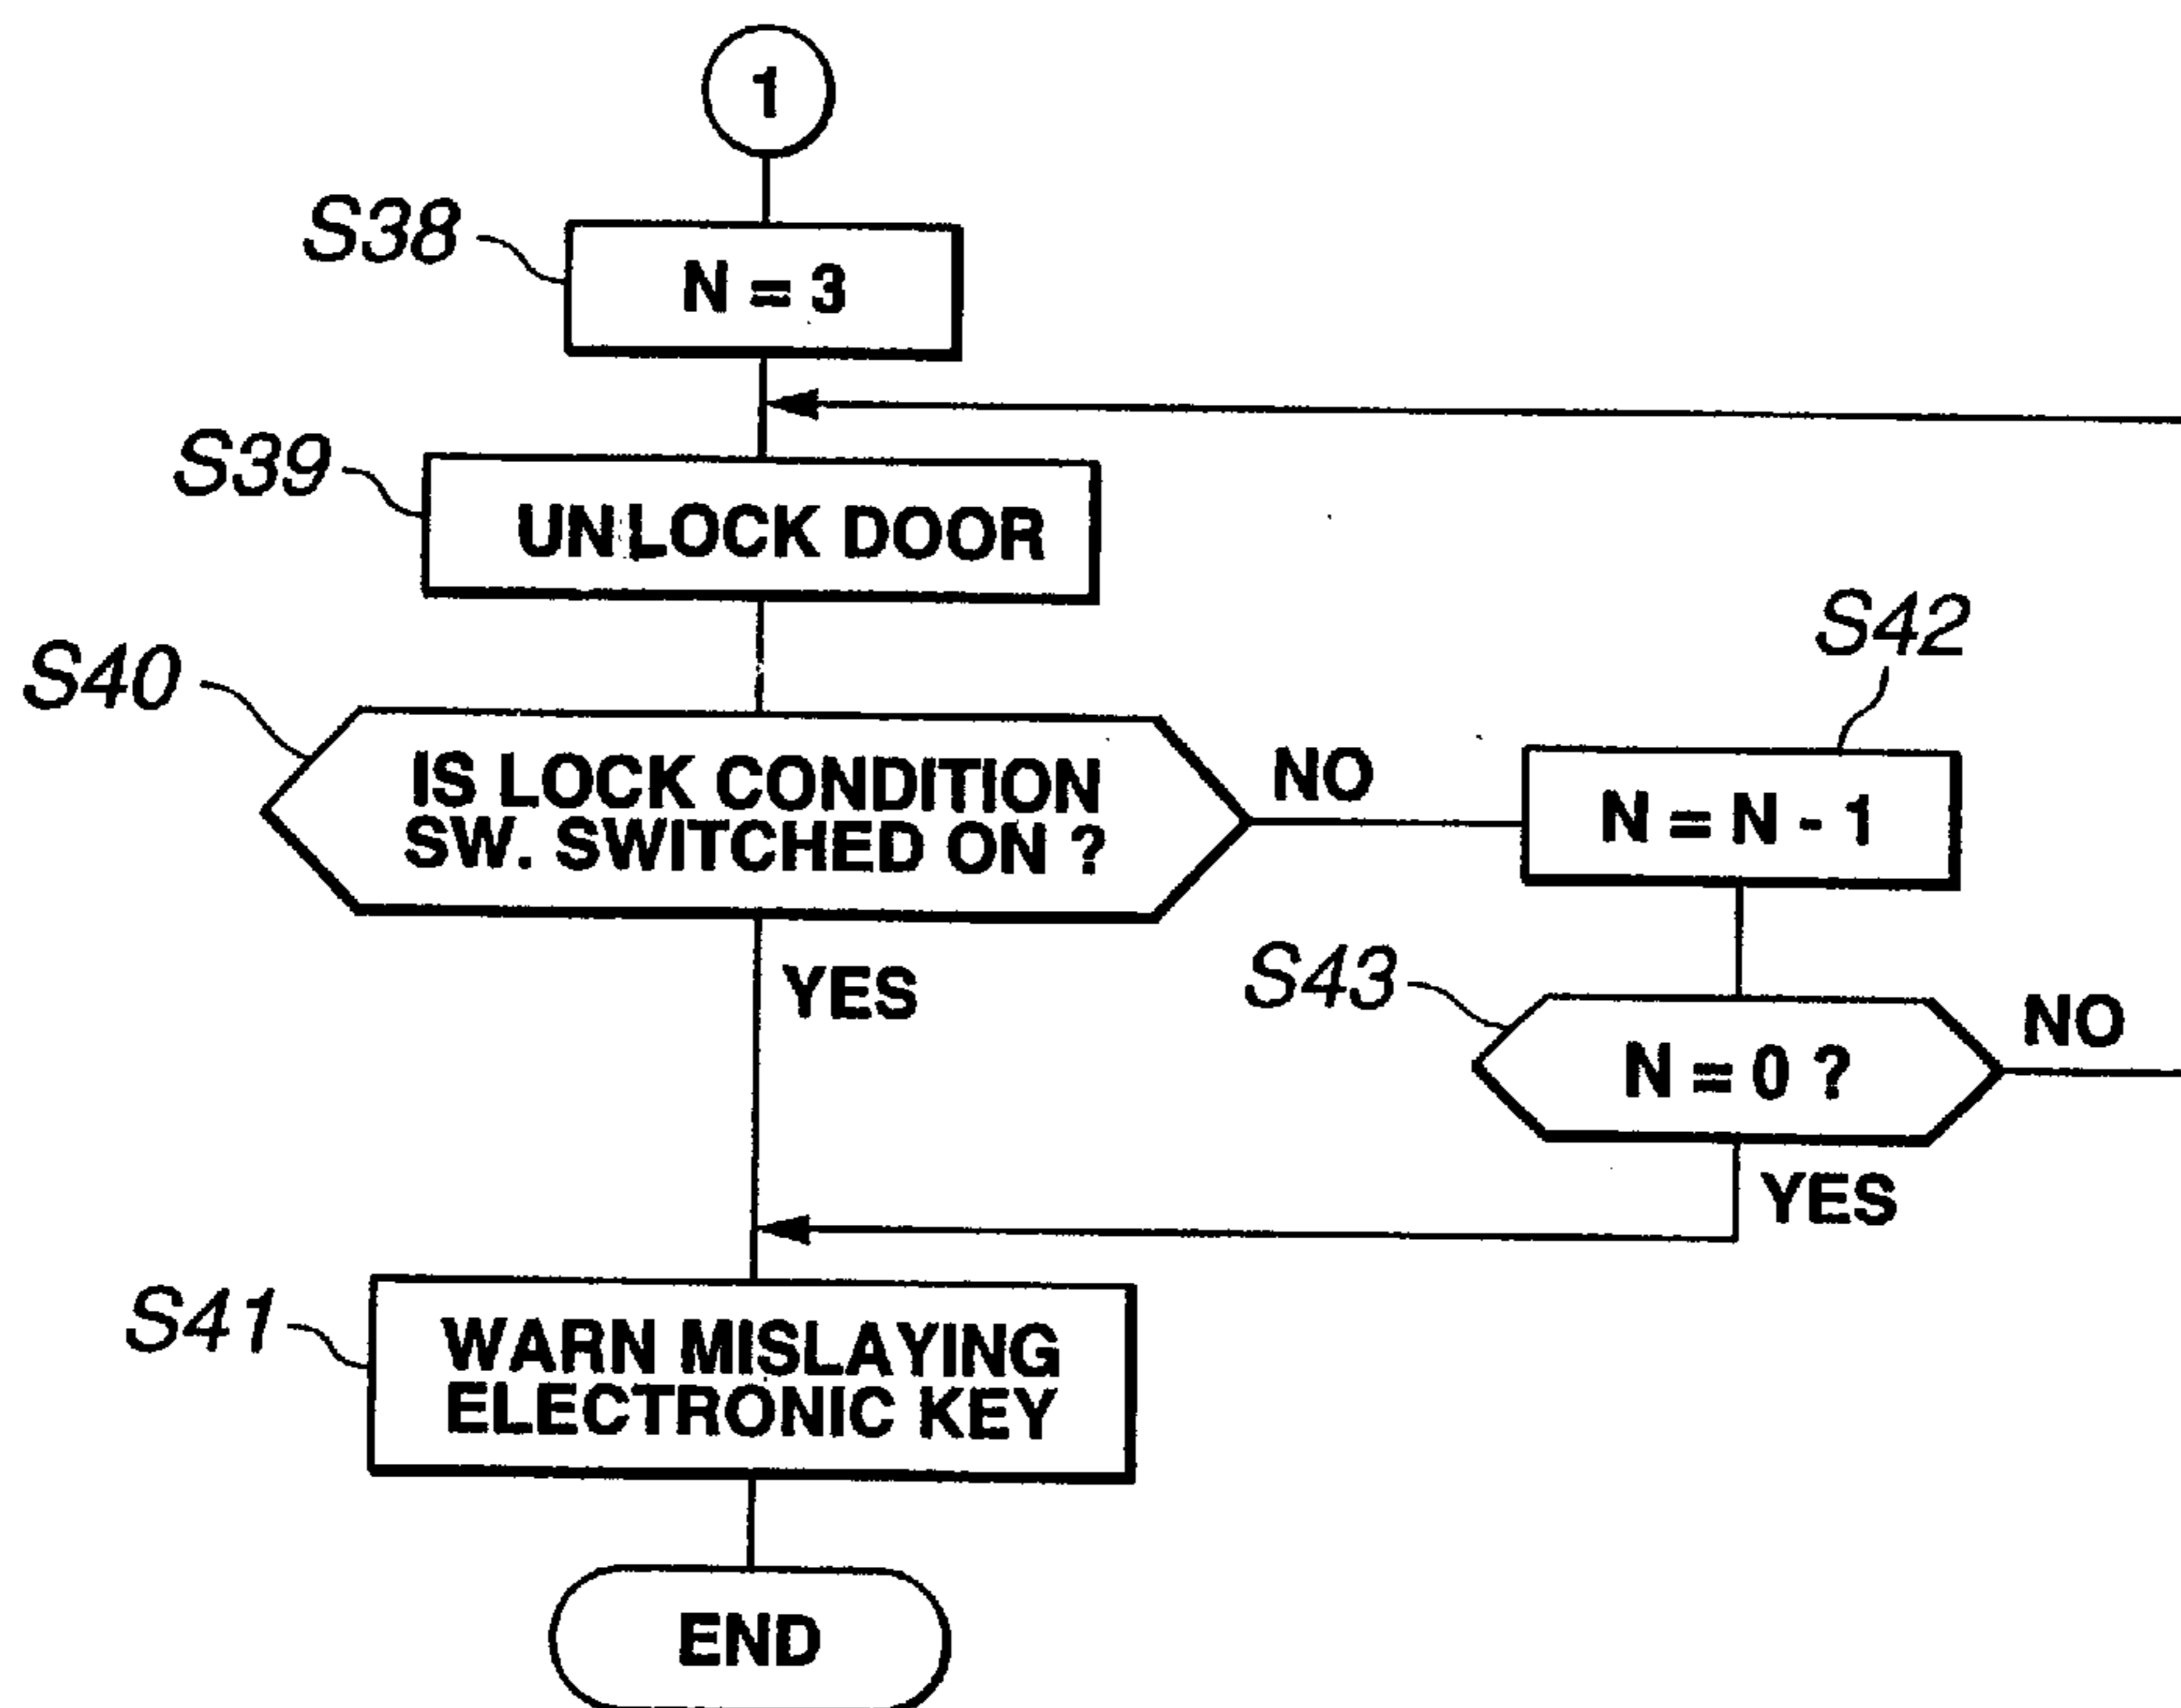 1
S38
N = 3
S39
UNLOCK DOOR
S40
IS LOCK CONDITION
SW. SWITCHED ON ?
NO
S42
N = N - 1
YES
S43
N = 0 ?
NO
YES
S41
WARN MISLAYING
ELECTRONIC KEY
END